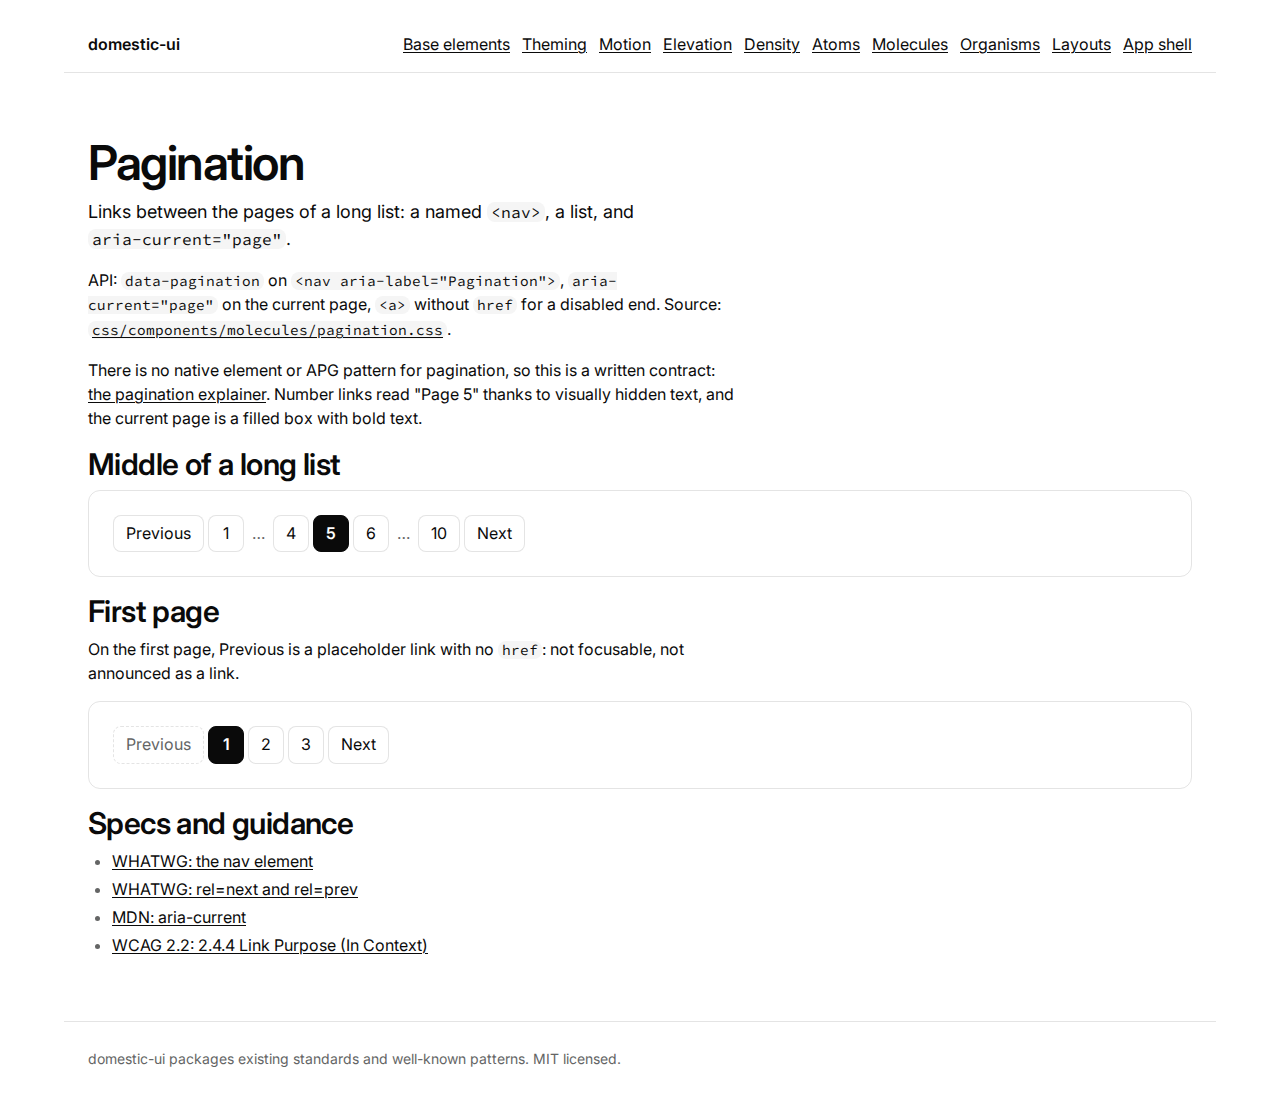 domestic-ui
Base elements Theming Motion Elevation Density Atoms Molecules Organisms Layouts App shell
Pagination
Links between the pages of a long list: a named <nav>, a list, and
aria-current="page".
API: data-pagination on <nav aria-label="Pagination">, aria-
current="page" on the current page, <a> without href for a disabled end. Source:
css/components/molecules/pagination.css.
There is no native element or APG pattern for pagination, so this is a written contract:
the pagination explainer. Number links read "Page 5" thanks to visually hidden text, and
the current page is a filled box with bold text.
Middle of a long list
Previous 1 … 4 5 6 … 10 Next
First page
On the first page, Previous is a placeholder link with no href: not focusable, not
announced as a link.
Previous 1 2 3 Next
Specs and guidance
• WHATWG: the nav element
• WHATWG: rel=next and rel=prev
• MDN: aria-current
• WCAG 2.2: 2.4.4 Link Purpose (In Context)
domestic-ui packages existing standards and well-known patterns. MIT licensed.